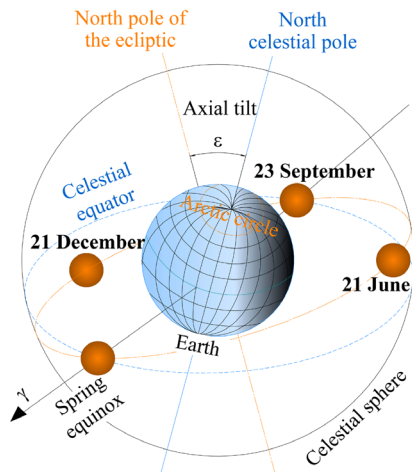 North pole of
the ecliptic
North
celestial pole
Axial tilt
ε
23 September
Celestial
equator
Arctic circle
21 December
21 June
Earth
γ
Spring
equinox
Celestial sphere